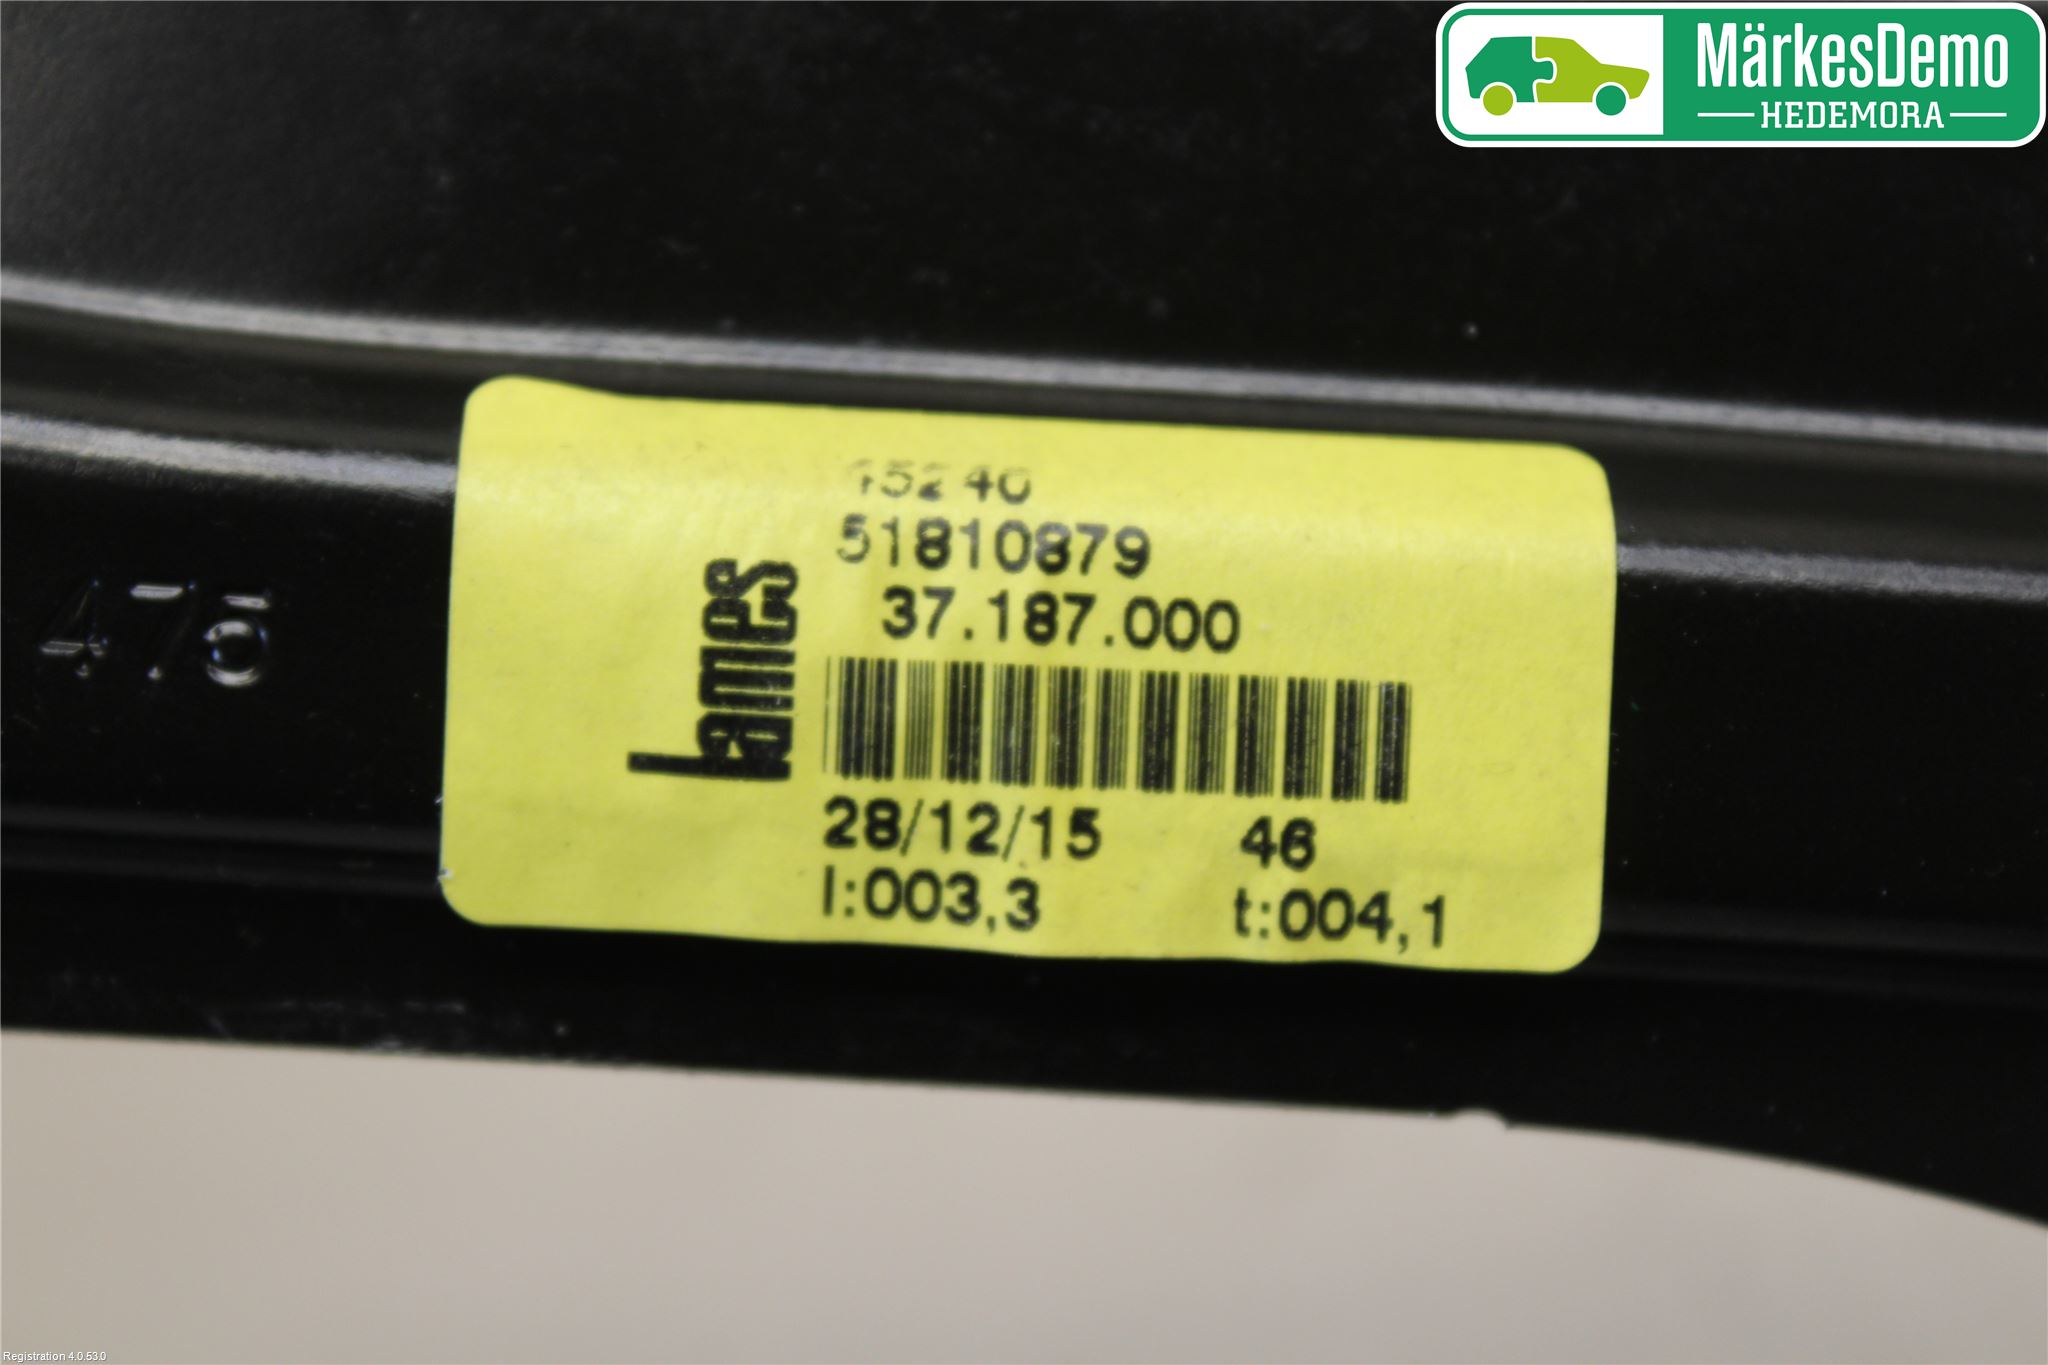 MärkesDemo
HEDEMORA
15240
51810879
37.187.000
lames
475
28/12/15 46
l:003,3 t:004,1
Registration 4.0.53.0